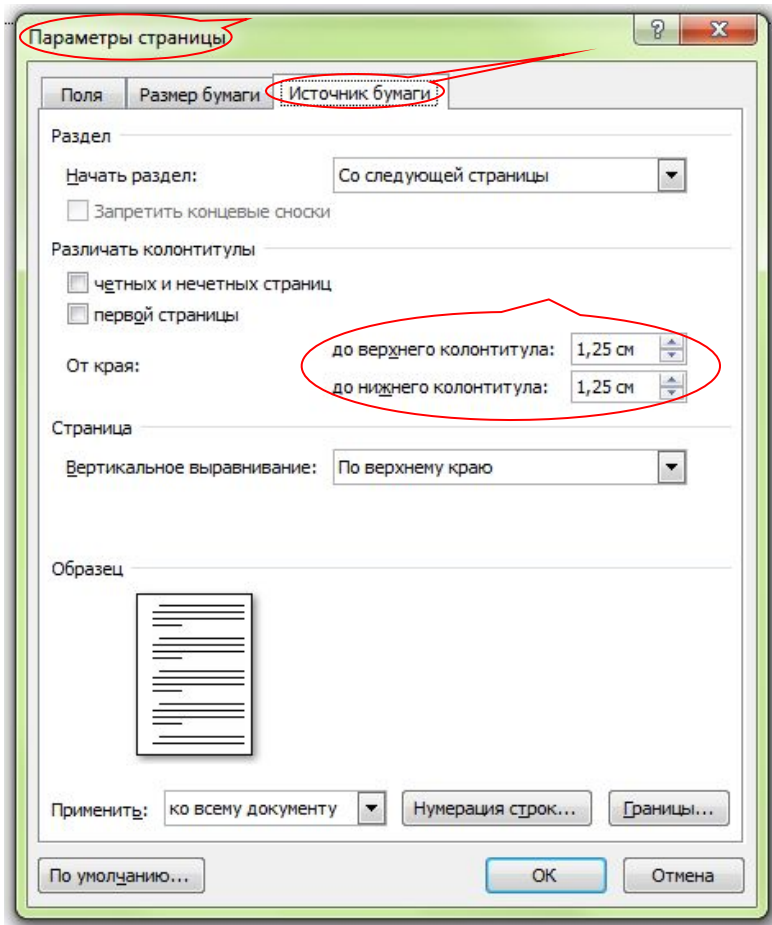 Параметры страницы
Поля Размер бумаги Источник бумаги
Раздел
Начать раздел: Со следующей страницы
Запретить концевые сноски
Различать колонтитулы
четных и нечетных страниц
первой страницы
От края:
до верхнего колонтитула: 1,25 см
до нижнего колонтитула: 1,25 см
Страница
Вертикальное выравнивание: По верхнему краю
Образец
Применить: ко всему документу Нумерация строк... Границы...
По умолчанию... ОК Отмена